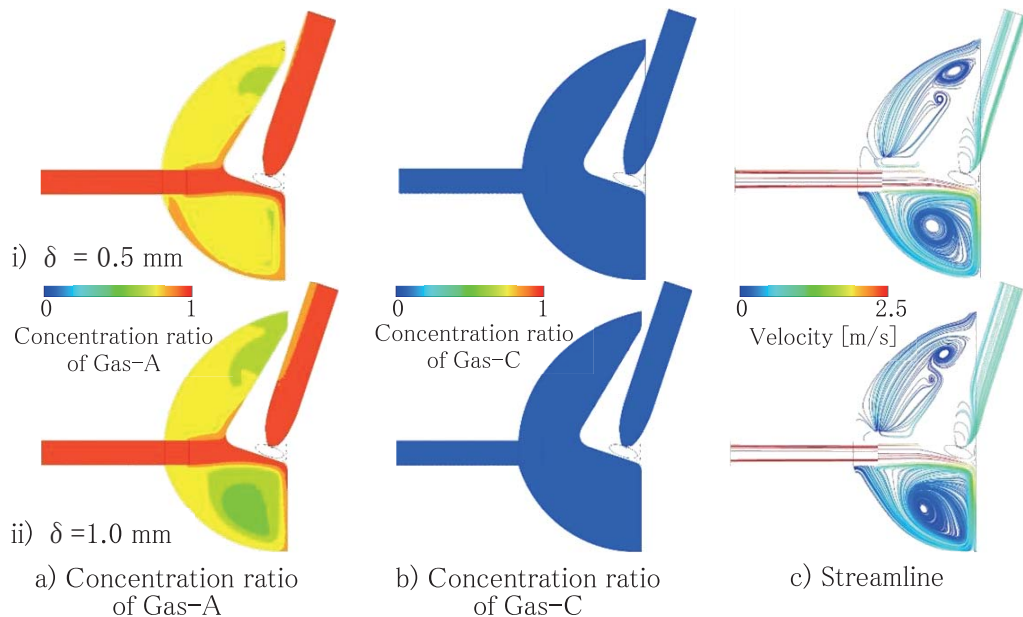 i) δ = 0.5 mm
0 1
Concentration ratio
of Gas-A
0 1
Concentration ratio
of Gas-C
0 2.5
Velocity [m/s]
ii) δ =1.0 mm
a) Concentration ratio
of Gas-A
b) Concentration ratio
of Gas-C
c) Streamline